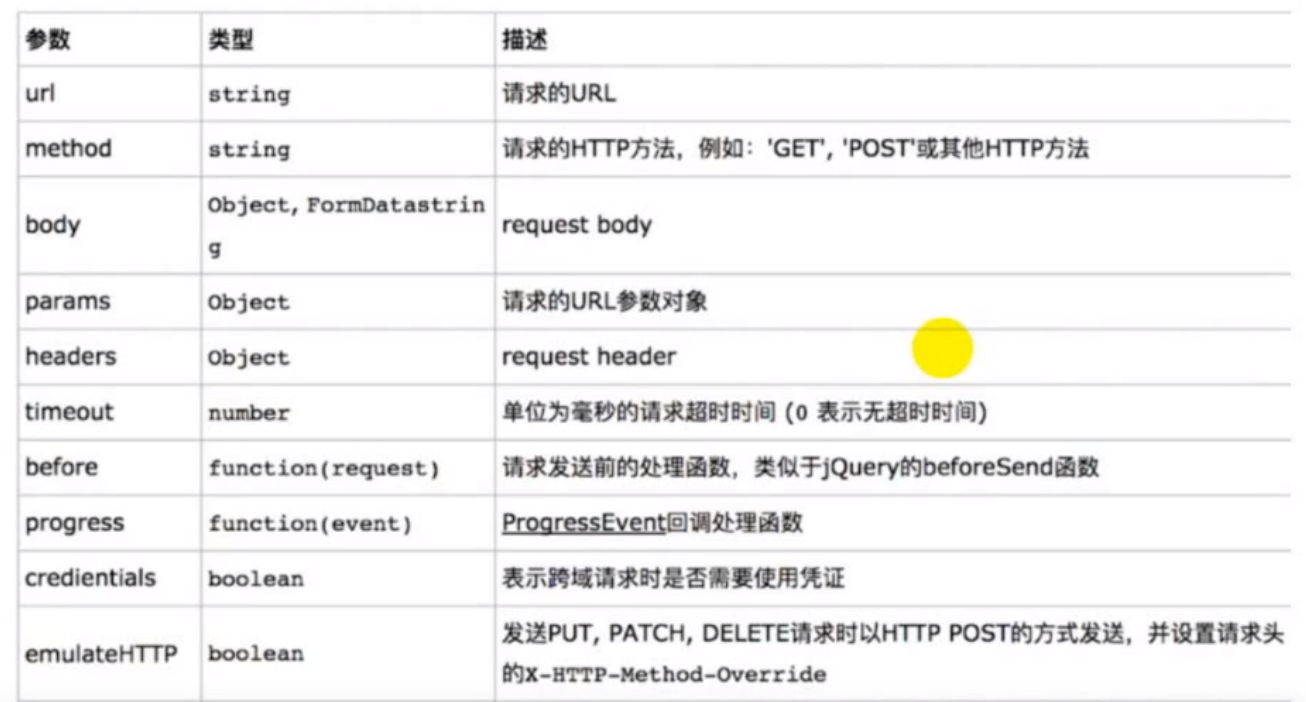 参数 类型 描述
url string 请求的URL
method string 请求的HTTP方法，例如：'GET', 'POST'或其他HTTP方法
Object, FormDatastrin
body request body
g
params Object 请求的URL参数对象
headers Object request header
timeout number 单位为毫秒的请求超时时间 (0 表示无超时时间)
before function(request) 请求发送前的处理函数，类似于jQuery的beforeSend函数
progress function(event) ProgressEvent回调处理函数
credientials boolean 表示跨域请求时是否需要使用凭证
emulateHTTP boolean 发送PUT, PATCH, DELETE请求时以HTTP POST的方式发送，并设置请求头
的X-HTTP-Method-Override